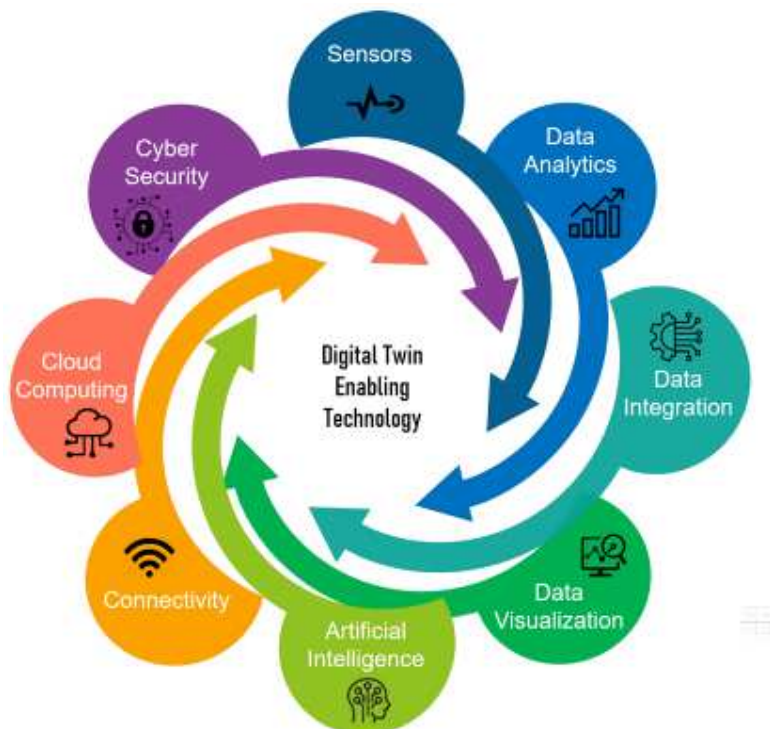 Sensors
Data
Analytics
Data
Integration
Data
Visualization
Artificial
Intelligence
Connectivity
Cloud
Computing
Cyber
Security
Digital Twin
Enabling
Technology